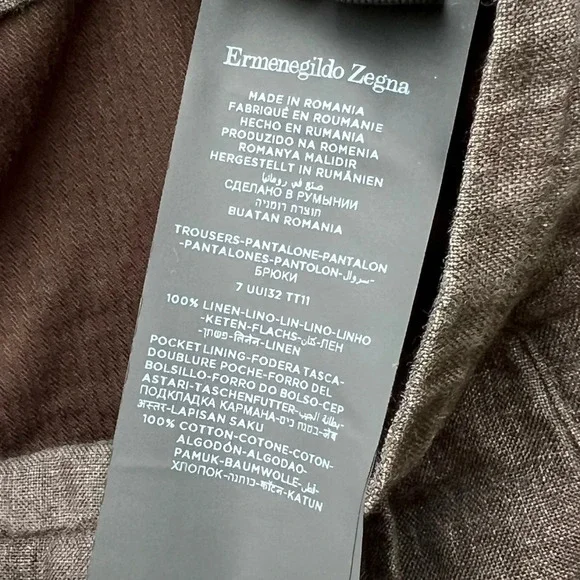 Ermenegildo Zegna
MADE IN ROMANIA
FABRIQUÉ EN ROUMANIE
HECHO EN RUMANIA
PRODUZIDO NA ROMENIA
ROMANYA MALIDIR
HERGESTELLT IN RUMÄNIEN
صنع في رومانيا
СДЕЛАНО В РУМЫНИИ
תוצרת רומניה
BUATAN ROMANIA
TROUSERS-PANTALONE-PANTALON
-PANTALONES-PANTOLON-سروال-
БРЮКИ
7 UUI32 TT11
100% LINEN-LINO-LIN-LINO-LINHO
-KETEN-FLACHS-كتان-ЛЕН
-פשתן-लिनेन-LINEN
POCKET LINING-FODERA TASCA-
DOUBLURE POCHE-FORRO DEL
BOLSILLO-FORRO DO BOLSO-CEP
ASTARI-TASCHENFUTTER-بطانة الجيب-
ПОДКЛАДКА КАРМАНА-בטנת כיס-जेब
अस्तर-LAPISAN SAKU
100% COTTON-COTONE-COTON-
ALGODÓN-ALGODAO-
PAMUK-BAUMWOLLE-قطن-
ХЛОПОК-כותנה-कॉटन-KATUN